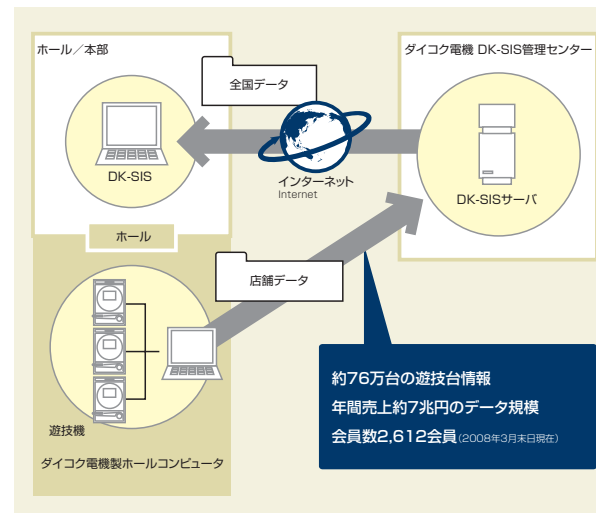 ホール／本部
ダイコク電機 DK-SIS管理センター
全国データ
DK-SIS
インターネット
Internet
DK-SISサーバ
ホール
店舗データ
約76万台の遊技台情報
年間売上約7兆円のデータ規模
会員数2,612会員(2008年3月末日現在)
遊技機
ダイコク電機製ホールコンピュータ